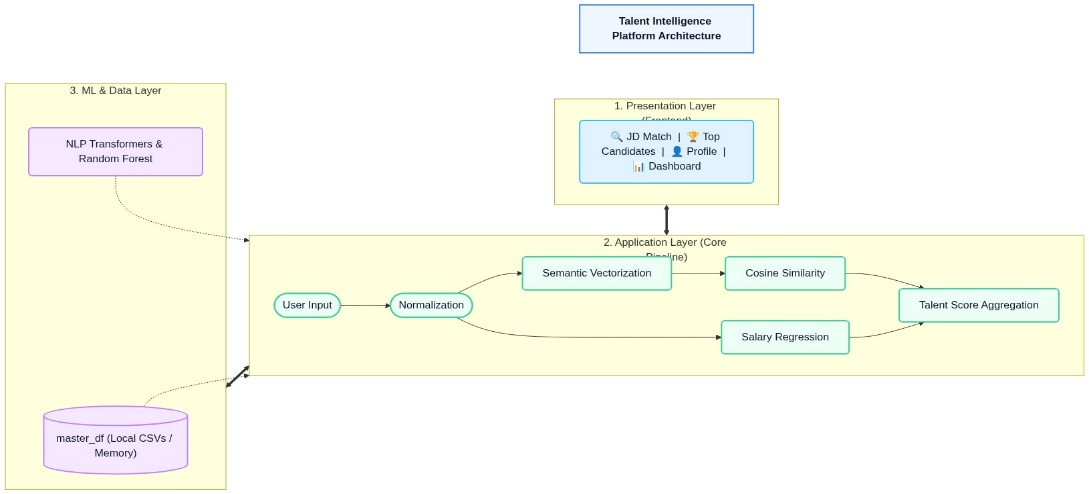 Talent Intelligence
Platform Architecture
3. ML & Data Layer
NLP Transformers &
Random Forest
master_df (Local CSVs /
Memory)
1. Presentation Layer
(Frontend)
🔍 JD Match | 🏆 Top
Candidates | 👤 Profile |
📊 Dashboard
2. Application Layer (Core
Pipeline)
User Input
Normalization
Semantic Vectorization
Cosine Similarity
Salary Regression
Talent Score Aggregation